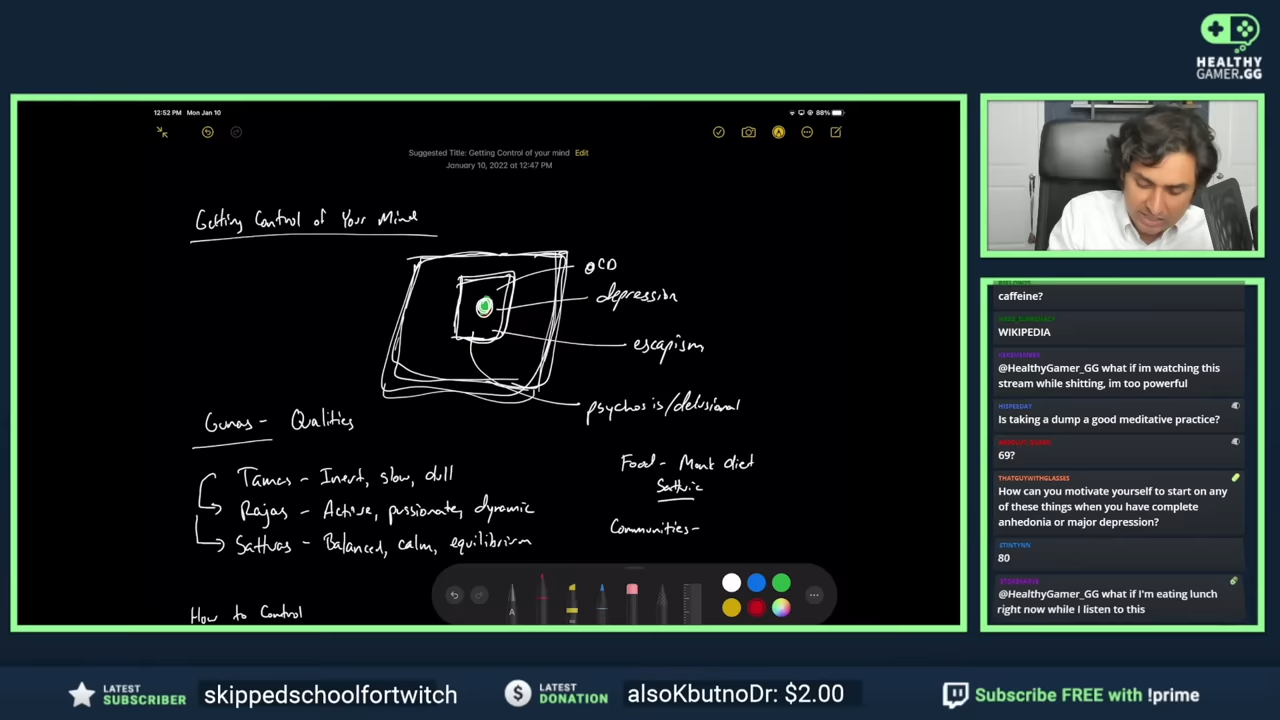 HEALTHY
GAMER.GG
12:52 PM Mon Jan 10
88%
Suggested Title: Getting Control of your mind Edit
January 10, 2022 at 12:47 PM
Getting Control of Your Mind
OCD
depression
escapism
psychosis/delusional
Gunas - Qualities
Tamas - Inert, slow, dull
Rajas - Active, passionate, dynamic
Sattvas - Balanced, calm, equilibrium
Food - Monk diet
Sattvic
Communities -
How to Control
A
caffeine?
WIKIPEDIA
@HealthyGamer_GG what if im watching this
stream while shitting, im too powerful
HISPEEDAY
Is taking a dump a good meditative practice?
69?
THATGUYWITHGLASSES
How can you motivate yourself to start on any
of these things when you have complete
anhedonia or major depression?
STINTYNN
80
@HealthyGamer_GG what if I'm eating lunch
right now while I listen to this
LATEST
SUBSCRIBER
skippedschoolfortwitch
$
LATEST
DONATION
alsoKbutnoDr: $2.00
Subscribe FREE with !prime